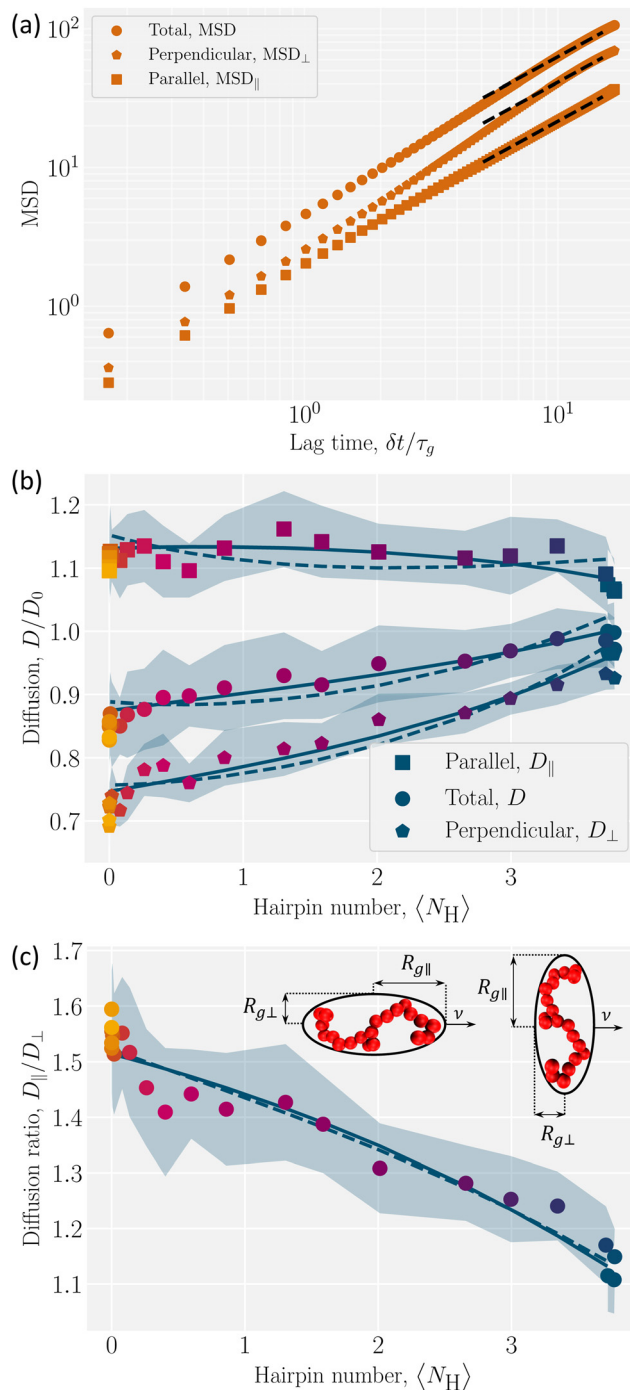 (a)
Total, MSD
Perpendicular, MSD⊥
Parallel, MSD∥
MSD
10²
10¹
10⁰
10⁰
10¹
Lag time, δt/τg
(b)
Diffusion, D/D₀
1.2
1.1
1.0
0.9
0.8
0.7
Parallel, D∥
Total, D
Perpendicular, D⊥
0
1
2
3
Hairpin number, ⟨N_H⟩
(c)
Diffusion ratio, D∥/D⊥
1.7
1.6
1.5
1.4
1.3
1.2
1.1
Rg⊥
Rg∥
ν
Rg∥
ν
Rg⊥
0
1
2
3
Hairpin number, ⟨N_H⟩